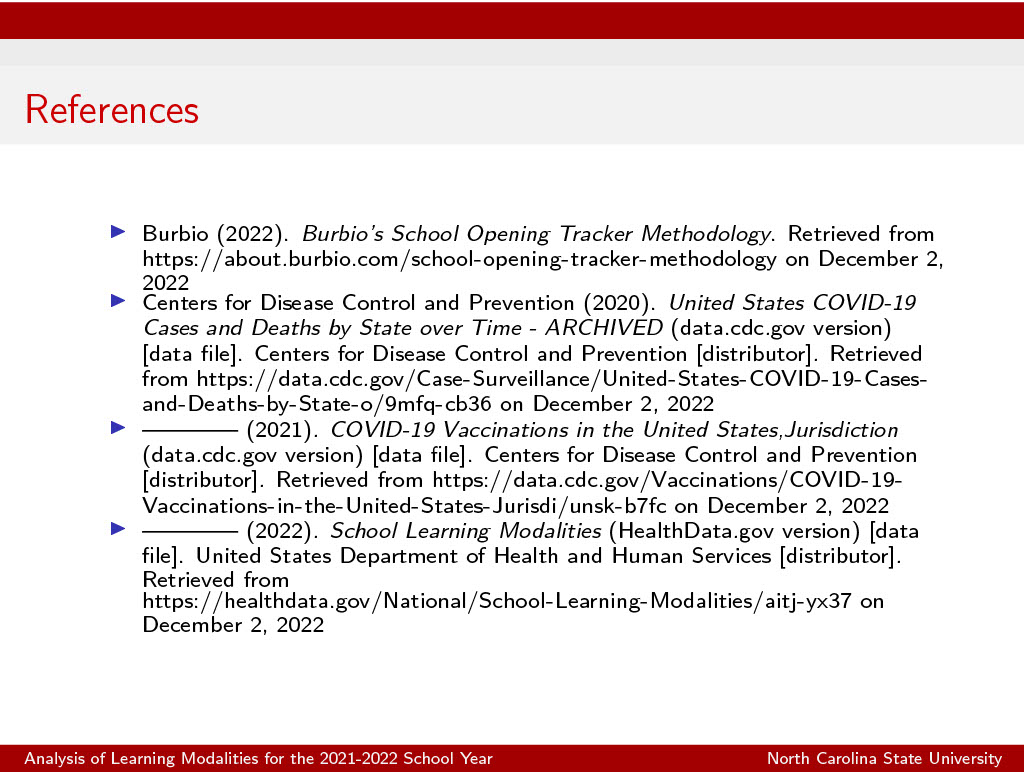 References
Burbio (2022). Burbio's School Opening Tracker Methodology. Retrieved from
https://about.burbio.com/school-opening-tracker-methodology on December 2,
2022
Centers for Disease Control and Prevention (2020). United States COVID-19
Cases and Deaths by State over Time - ARCHIVED (data.cdc.gov version)
[data file]. Centers for Disease Control and Prevention [distributor]. Retrieved
from https://data.cdc.gov/Case-Surveillance/United-States-COVID-19-Cases-
and-Deaths-by-State-o/9mfq-cb36 on December 2, 2022
———— (2021). COVID-19 Vaccinations in the United States,Jurisdiction
(data.cdc.gov version) [data file]. Centers for Disease Control and Prevention
[distributor]. Retrieved from https://data.cdc.gov/Vaccinations/COVID-19-
Vaccinations-in-the-United-States-Jurisdi/unsk-b7fc on December 2, 2022
———— (2022). School Learning Modalities (HealthData.gov version) [data
file]. United States Department of Health and Human Services [distributor].
Retrieved from
https://healthdata.gov/National/School-Learning-Modalities/aitj-yx37 on
December 2, 2022
Analysis of Learning Modalities for the 2021-2022 School Year
North Carolina State University